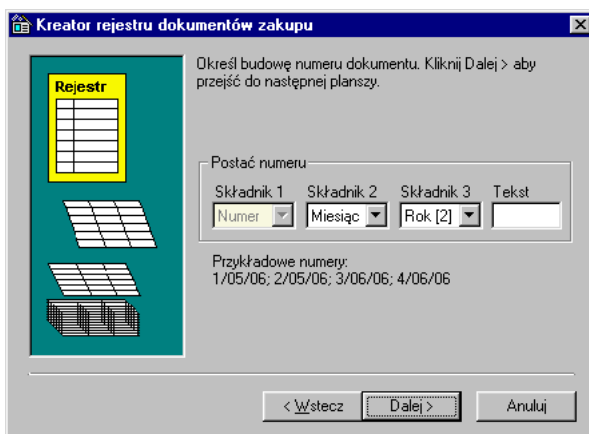 Kreator rejestru dokumentów zakupu
Rejestr
Określ budowę numeru dokumentu. Kliknij Dalej > aby
przejść do następnej planszy.
Postać numeru
Składnik 1 Składnik 2 Składnik 3 Tekst
Numer Miesiąc Rok [2]
Przykładowe numery:
1/05/06; 2/05/06; 3/06/06; 4/06/06
< Wstecz Dalej > Anuluj